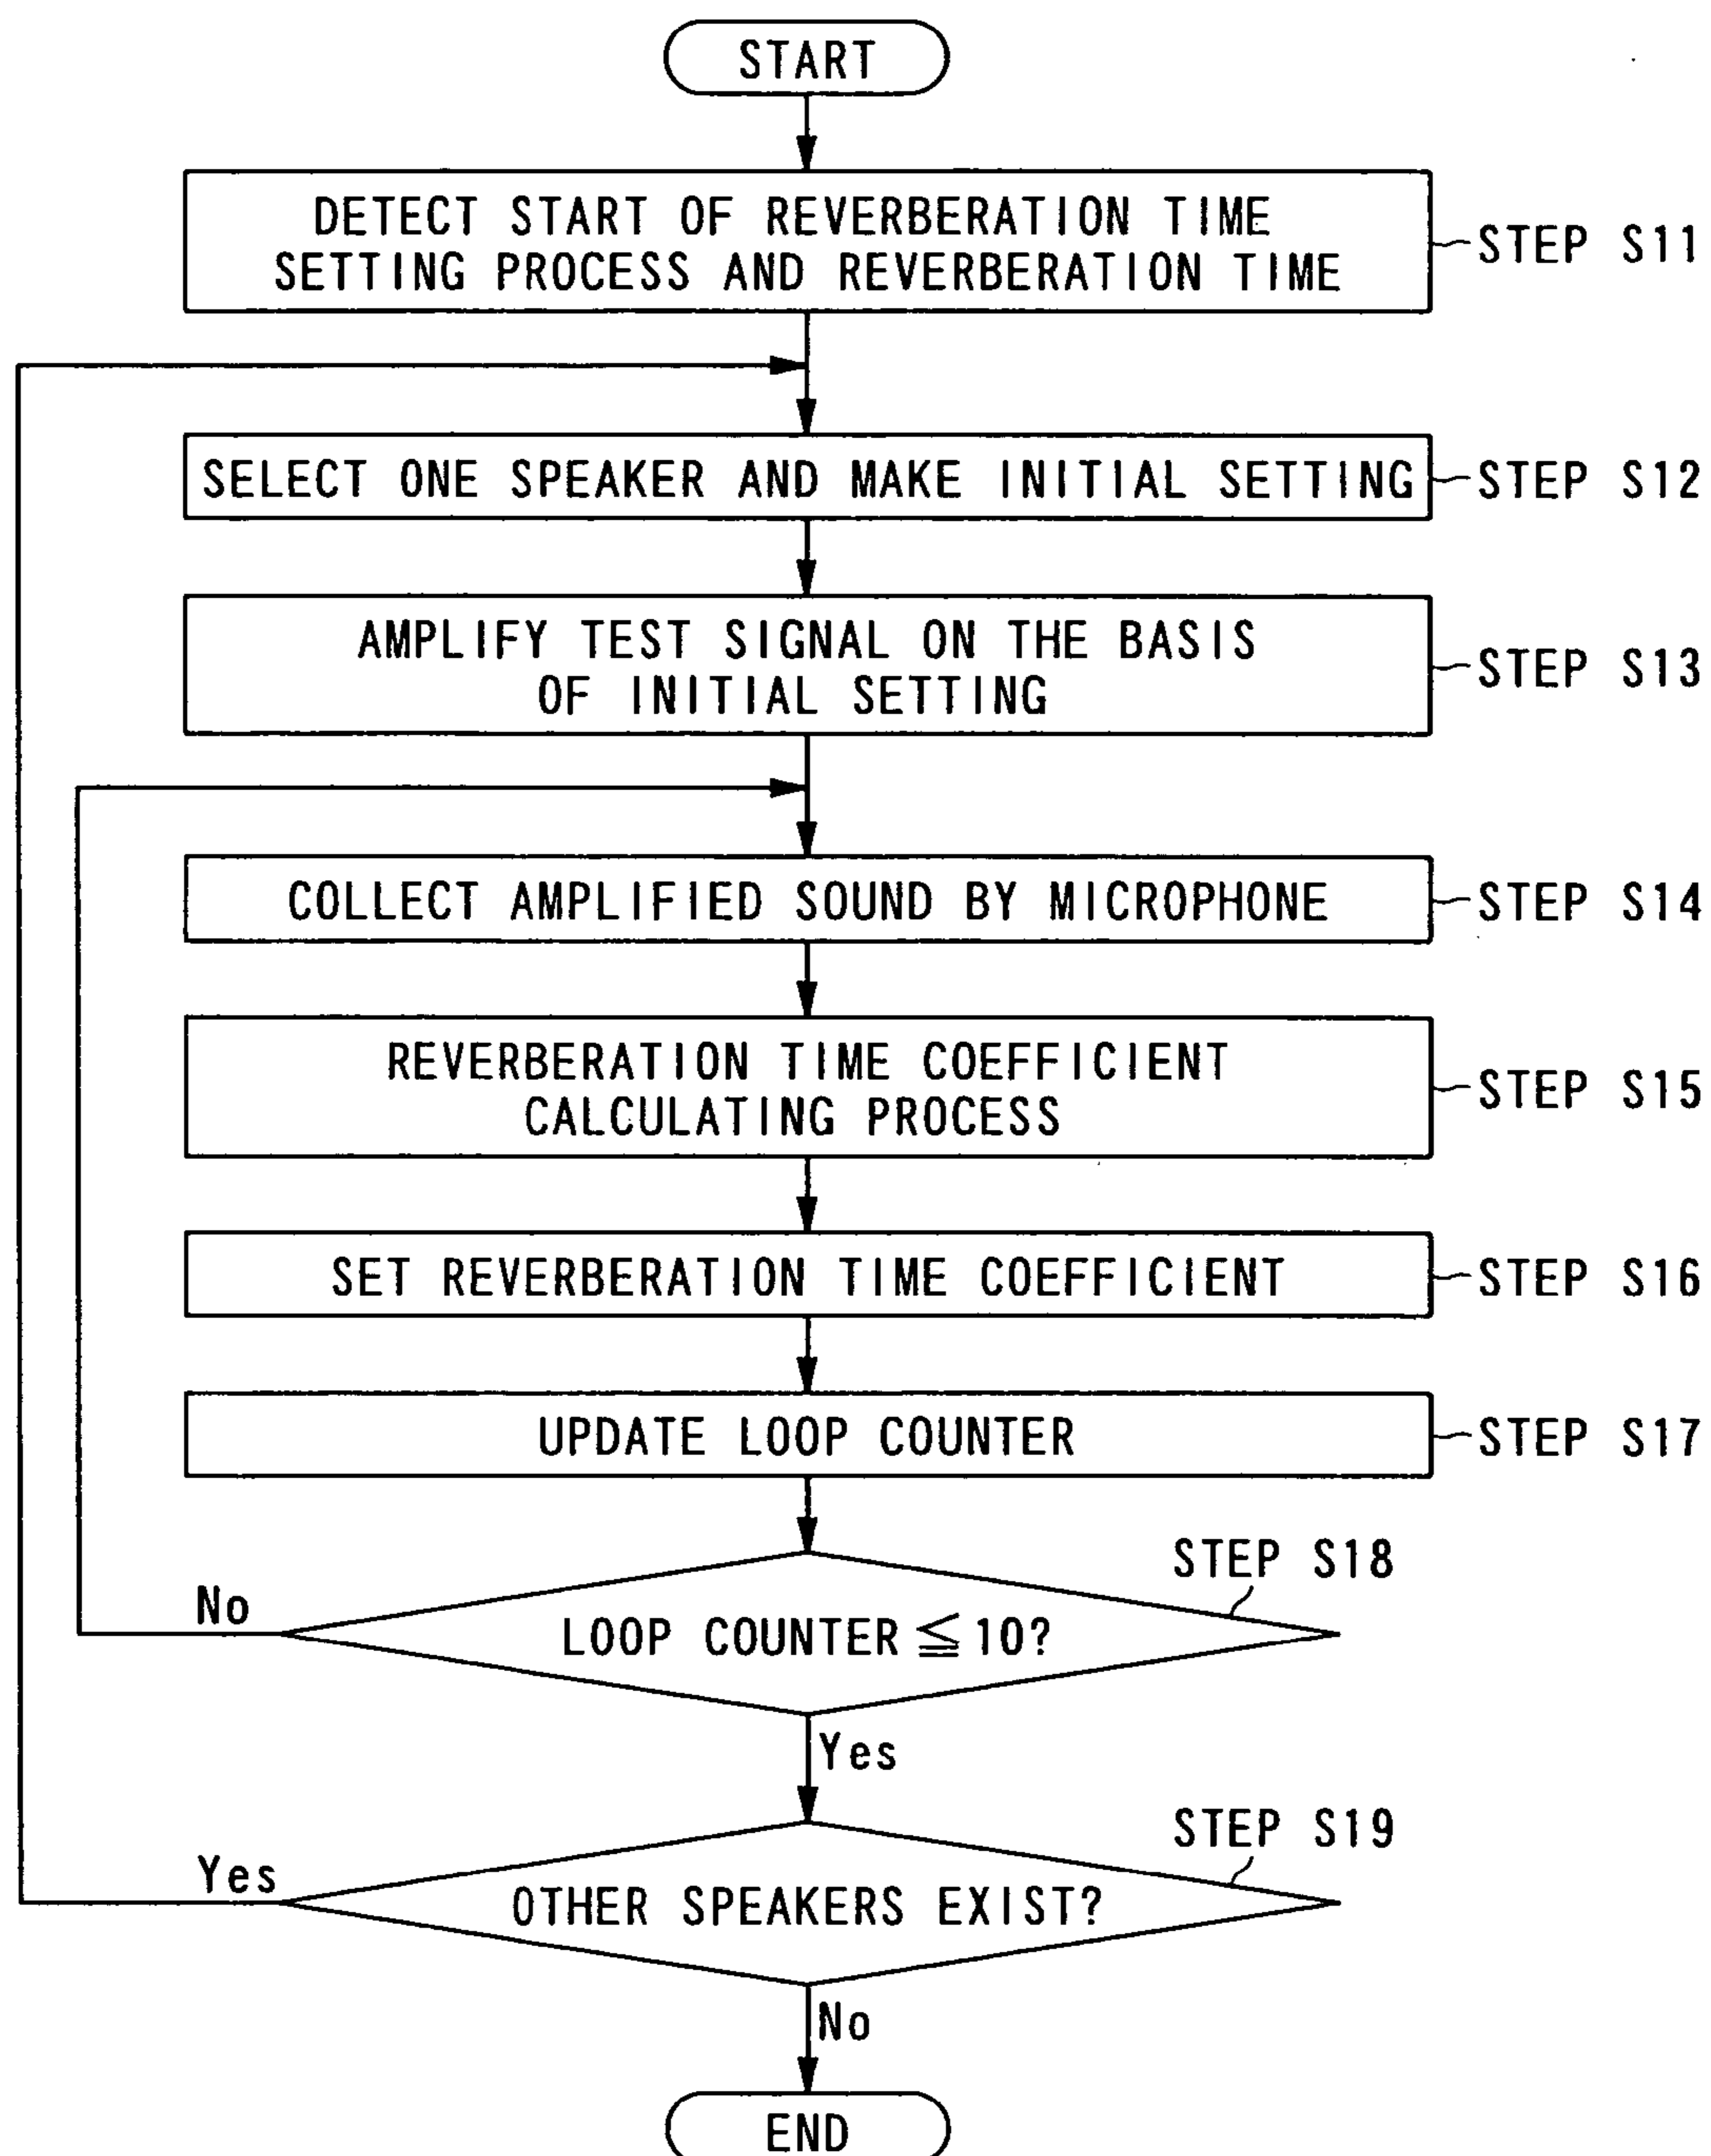 START
DETECT START OF REVERBERATION TIME
SETTING PROCESS AND REVERBERATION TIME
STEP S11
SELECT ONE SPEAKER AND MAKE INITIAL SETTING
STEP S12
AMPLIFY TEST SIGNAL ON THE BASIS
OF INITIAL SETTING
STEP S13
COLLECT AMPLIFIED SOUND BY MICROPHONE
STEP S14
REVERBERATION TIME COEFFICIENT
CALCULATING PROCESS
STEP S15
SET REVERBERATION TIME COEFFICIENT
STEP S16
UPDATE LOOP COUNTER
STEP S17
STEP S18
No
LOOP COUNTER ≦ 10?
Yes
STEP S19
Yes
OTHER SPEAKERS EXIST?
No
END